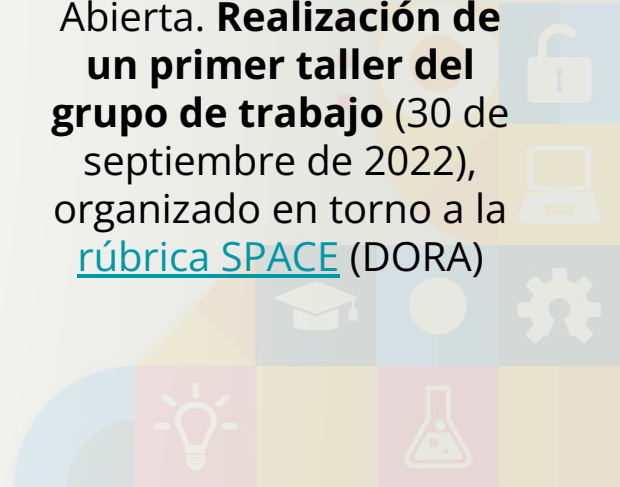 Abierta. Realización de
un primer taller del
grupo de trabajo (30 de
septiembre de 2022),
organizado en torno a la
rúbrica SPACE (DORA)